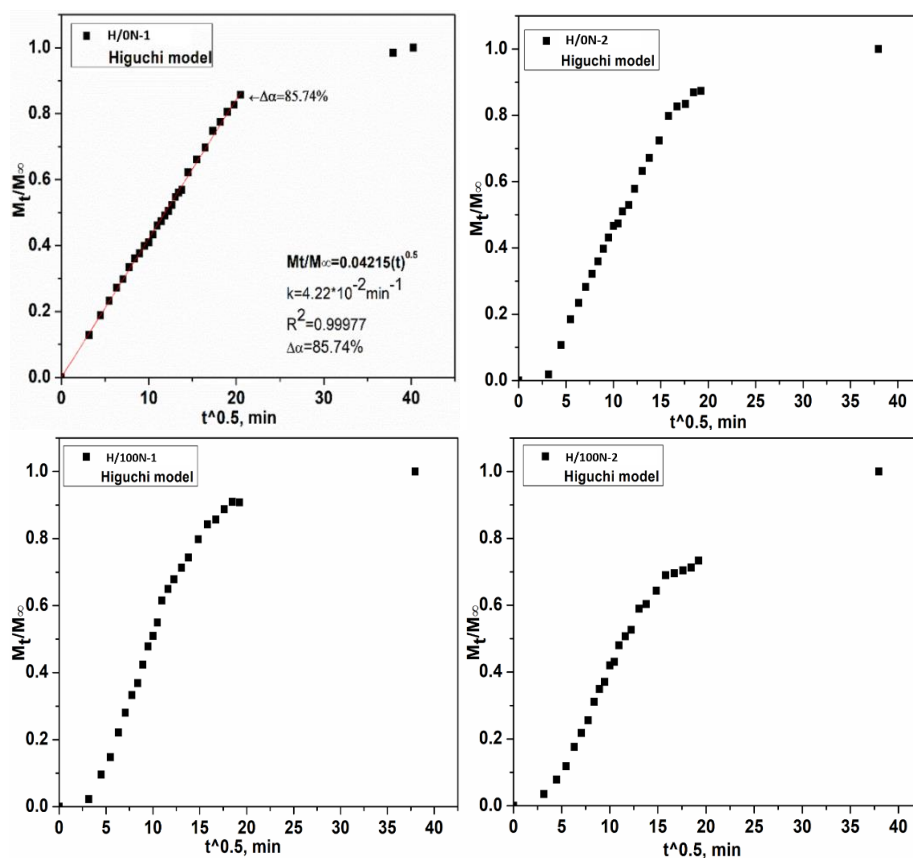 H/0N-1
Higuchi model
←Δα=85.74%
Mt/M∞=0.04215(t)^0.5
k=4.22*10^-2 min^-1
R^2=0.99977
Δα=85.74%
1.0
0.8
0.6
0.4
0.2
0.0
Mt/M∞
0 10 20 30 40
t^0.5, min
H/0N-2
Higuchi model
1.0
0.8
0.6
0.4
0.2
0.0
Mt/M∞
0 5 10 15 20 25 30 35 40
t^0.5, min
H/100N-1
Higuchi model
1.0
0.8
0.6
0.4
0.2
0.0
Mt/M∞
0 5 10 15 20 25 30 35 40
t^0.5, min
H/100N-2
Higuchi model
1.0
0.8
0.6
0.4
0.2
0.0
Mt/M∞
0 5 10 15 20 25 30 35 40
t^0.5, min